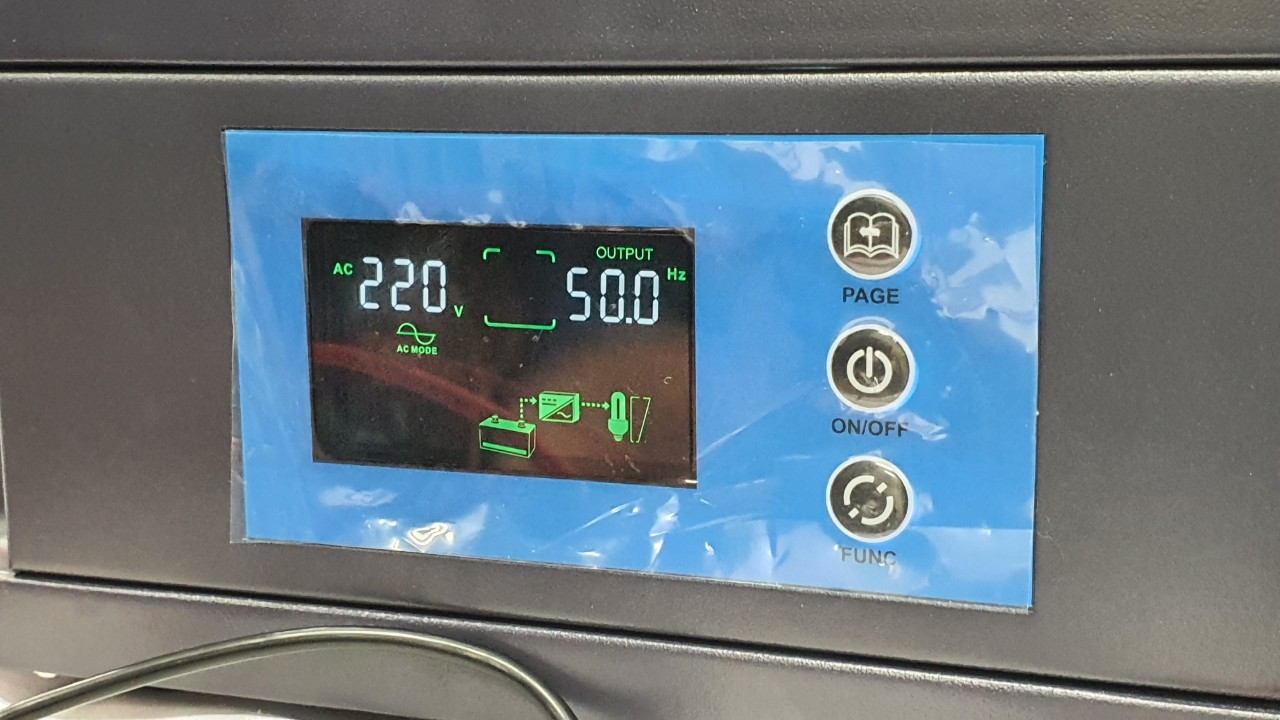 OUTPUT
AC 220 V
50.0 Hz
AC MODE
PAGE
ON/OFF
FUNC